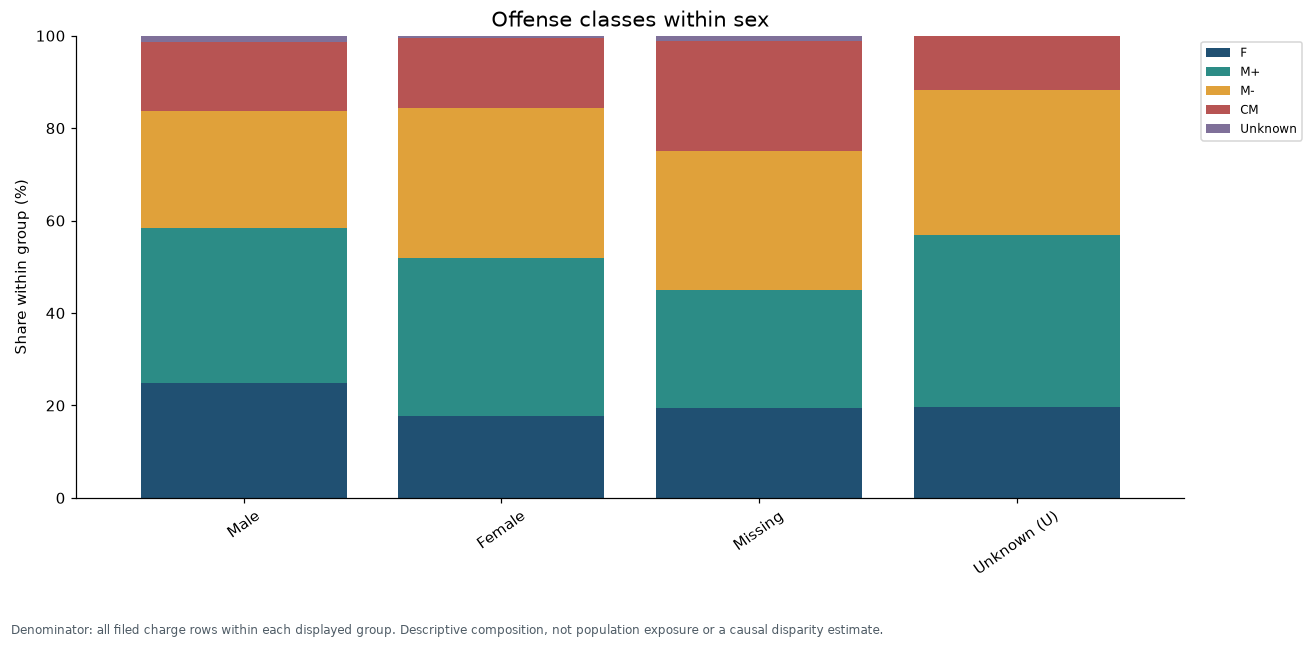 Offense classes within sex
Share within group (%)
100
80
60
40
20
0
Male
Female
Missing
Unknown (U)
F
M+
M-
CM
Unknown
Denominator: all filed charge rows within each displayed group. Descriptive composition, not population exposure or a causal disparity estimate.